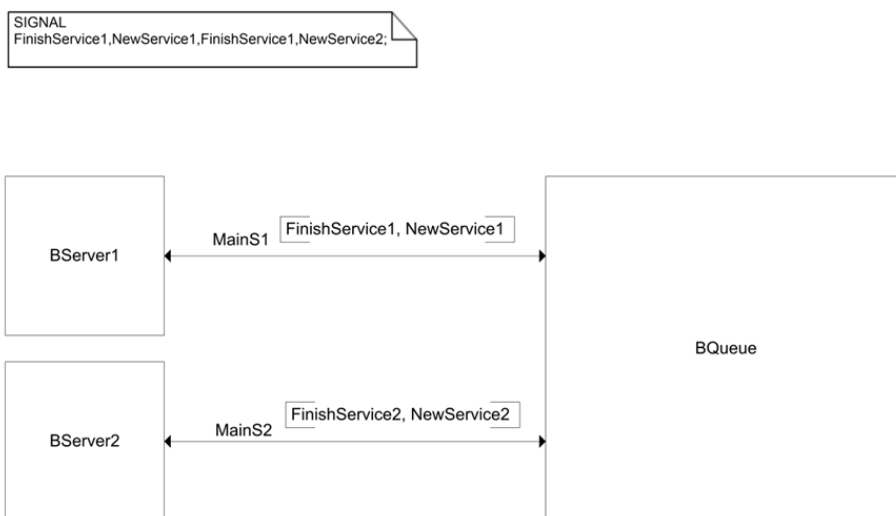 SIGNAL
FinishService1,NewService1,FinishService1,NewService2;
FinishService1, NewService1
MainS1
BServer1
BQueue
FinishService2, NewService2
MainS2
BServer2